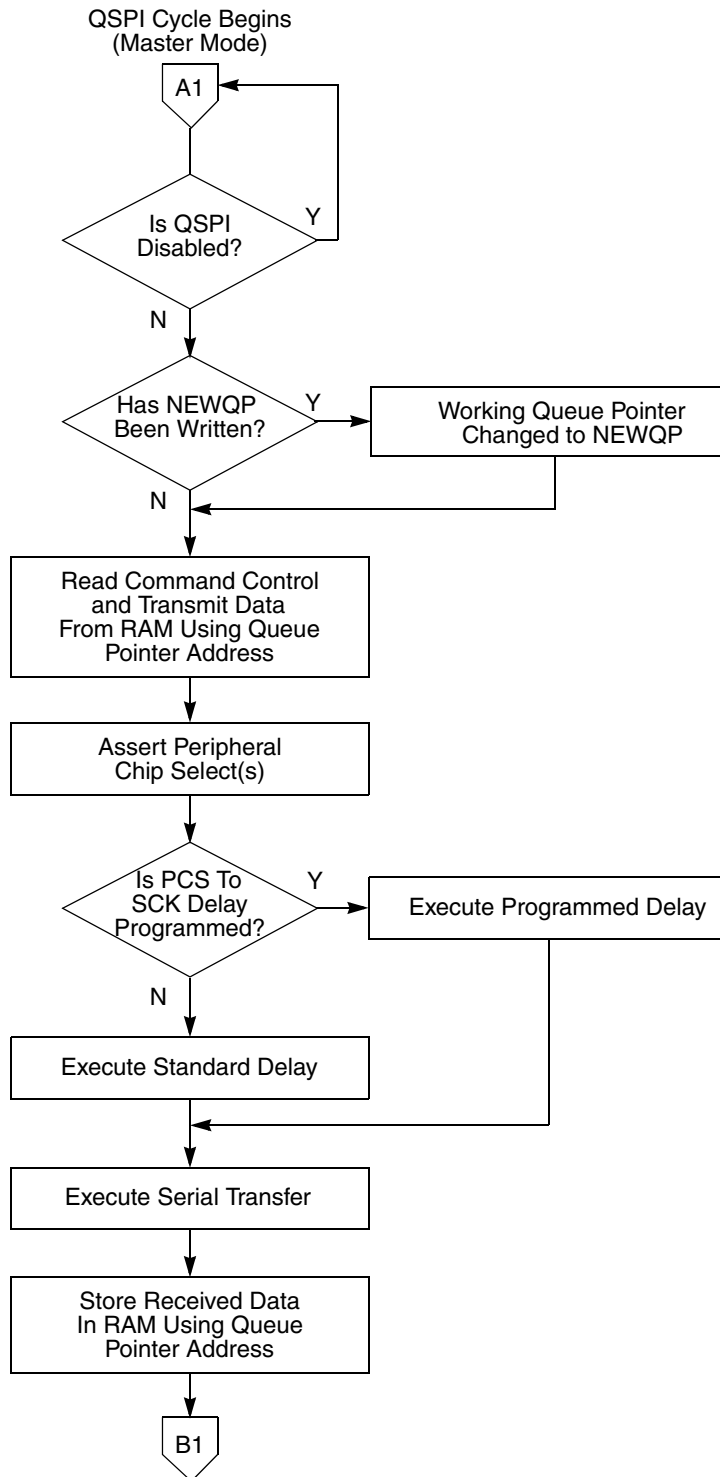 QSPI Cycle Begins
(Master Mode)
A1
Is QSPI
Disabled?
Y
N
Has NEWQP
Been Written?
Y
Working Queue Pointer
Changed to NEWQP
N
Read Command Control
and Transmit Data
From RAM Using Queue
Pointer Address
Assert Peripheral
Chip Select(s)
Is PCS To
SCK Delay
Programmed?
Y
Execute Programmed Delay
N
Execute Standard Delay
Execute Serial Transfer
Store Received Data
In RAM Using Queue
Pointer Address
B1